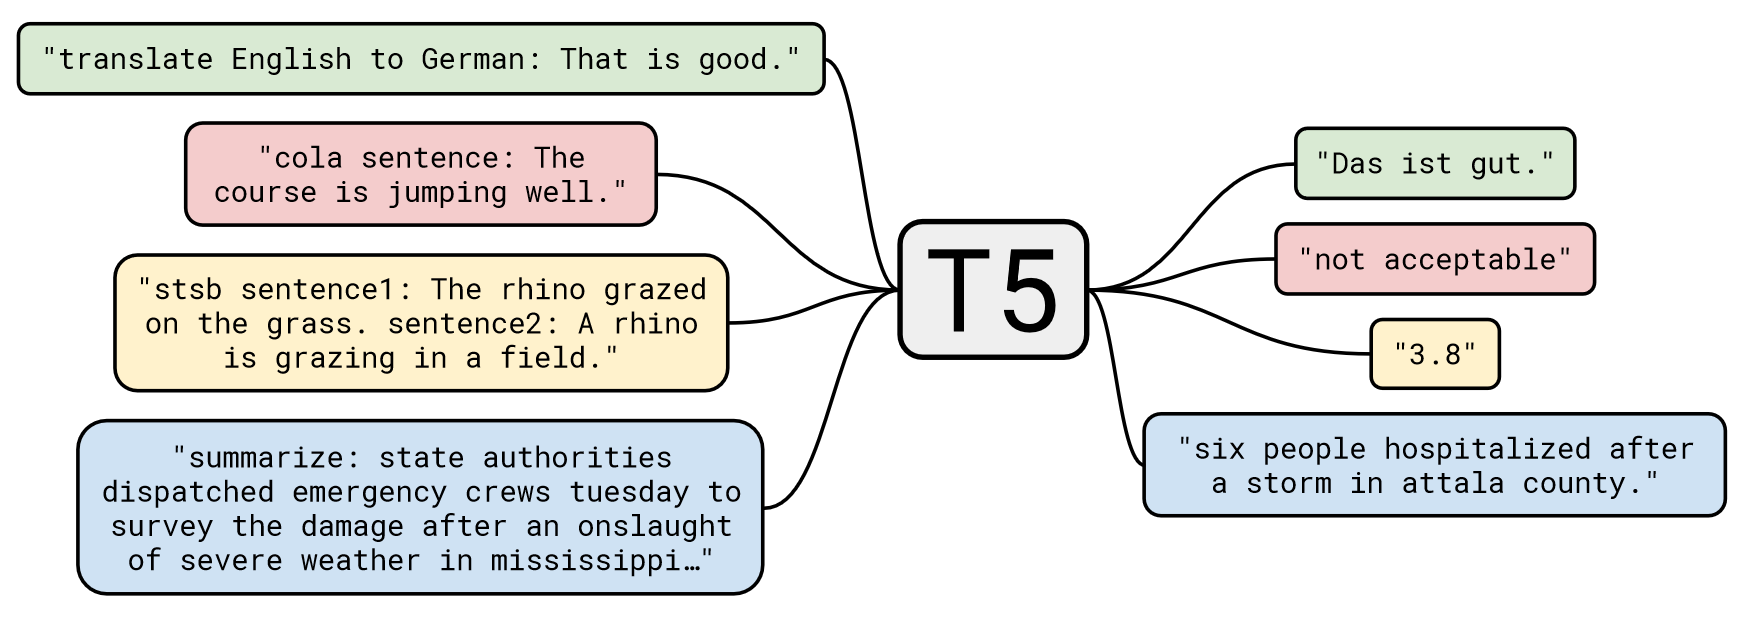 "translate English to German: That is good."
"cola sentence: The
course is jumping well."
"stsb sentence1: The rhino grazed
on the grass. sentence2: A rhino
is grazing in a field."
"summarize: state authorities
dispatched emergency crews tuesday to
survey the damage after an onslaught
of severe weather in mississippi…"
T5
"Das ist gut."
"not acceptable"
"3.8"
"six people hospitalized after
a storm in attala county."